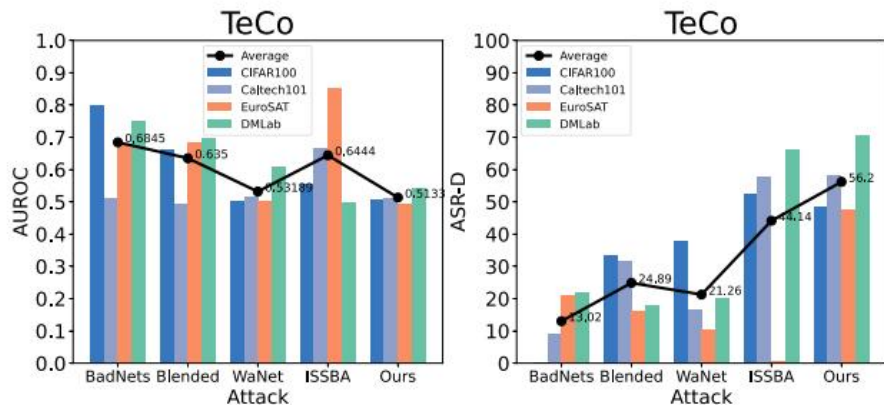 TeCo
1.0
0.9
0.8
0.7
0.6
0.5
0.4
0.3
0.2
0.1
0.0
AUROC
Average
CIFAR100
Caltech101
EuroSAT
DMLab
0.6845
0.635
0.53189
0.6444
0.5133
BadNets Blended WaNet ISSBA Ours
Attack
TeCo
100
90
80
70
60
50
40
30
20
10
0
ASR-D
Average
CIFAR100
Caltech101
EuroSAT
DMLab
13.02
24.89
21.26
44.14
56.2
BadNets Blended WaNet ISSBA Ours
Attack